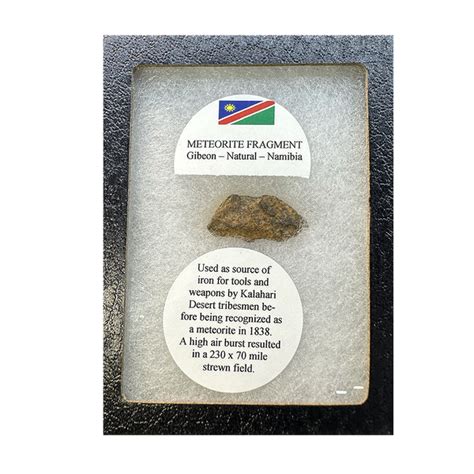 METEORITE FRAGMENT
Gibeon – Natural – Namibia
Used as source of
iron for tools and
weapons by Kalahari
Desert tribesmen be-
fore being recognized as
a meteorite in 1838.
A high air burst resulted
in a 230 x 70 mile
strewn field.